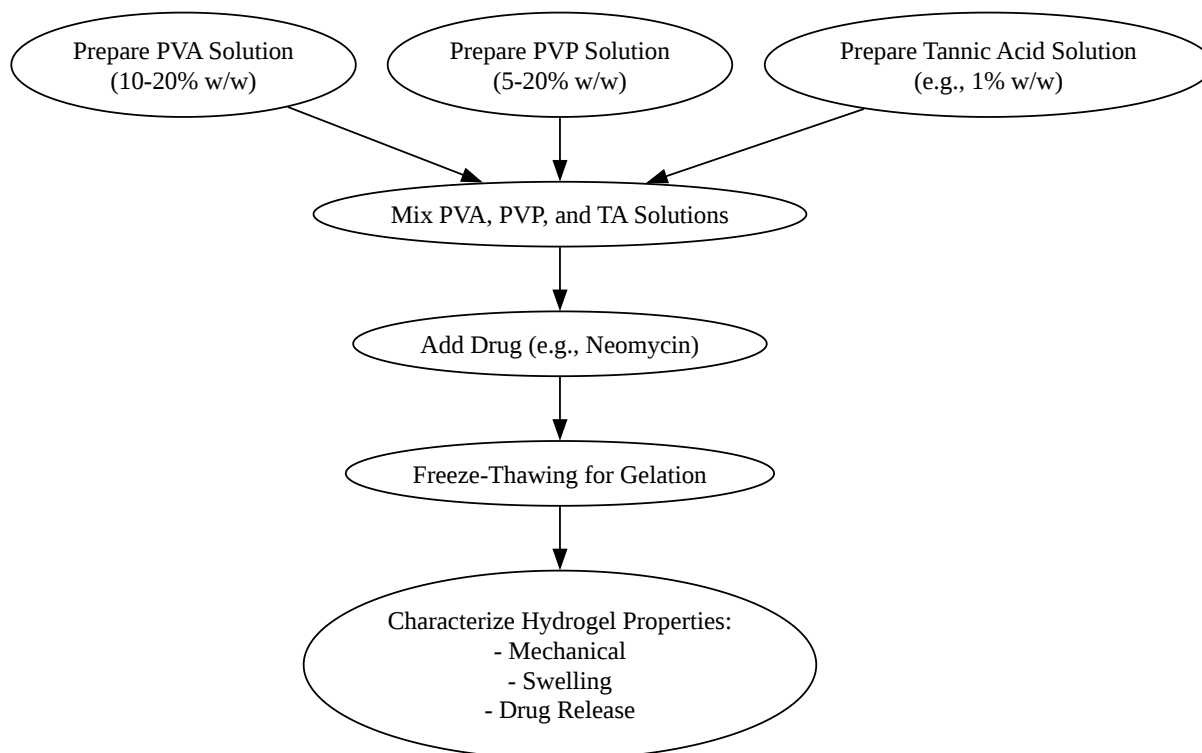 Prepare PVA Solution
(10-20% w/w)
Prepare PVP Solution
(5-20% w/w)
Prepare Tannic Acid Solution
(e.g., 1% w/w)
Mix PVA, PVP, and TA Solutions
Add Drug (e.g., Neomycin)
Freeze-Thawing for Gelation
Characterize Hydrogel Properties:
- Mechanical
- Swelling
- Drug Release